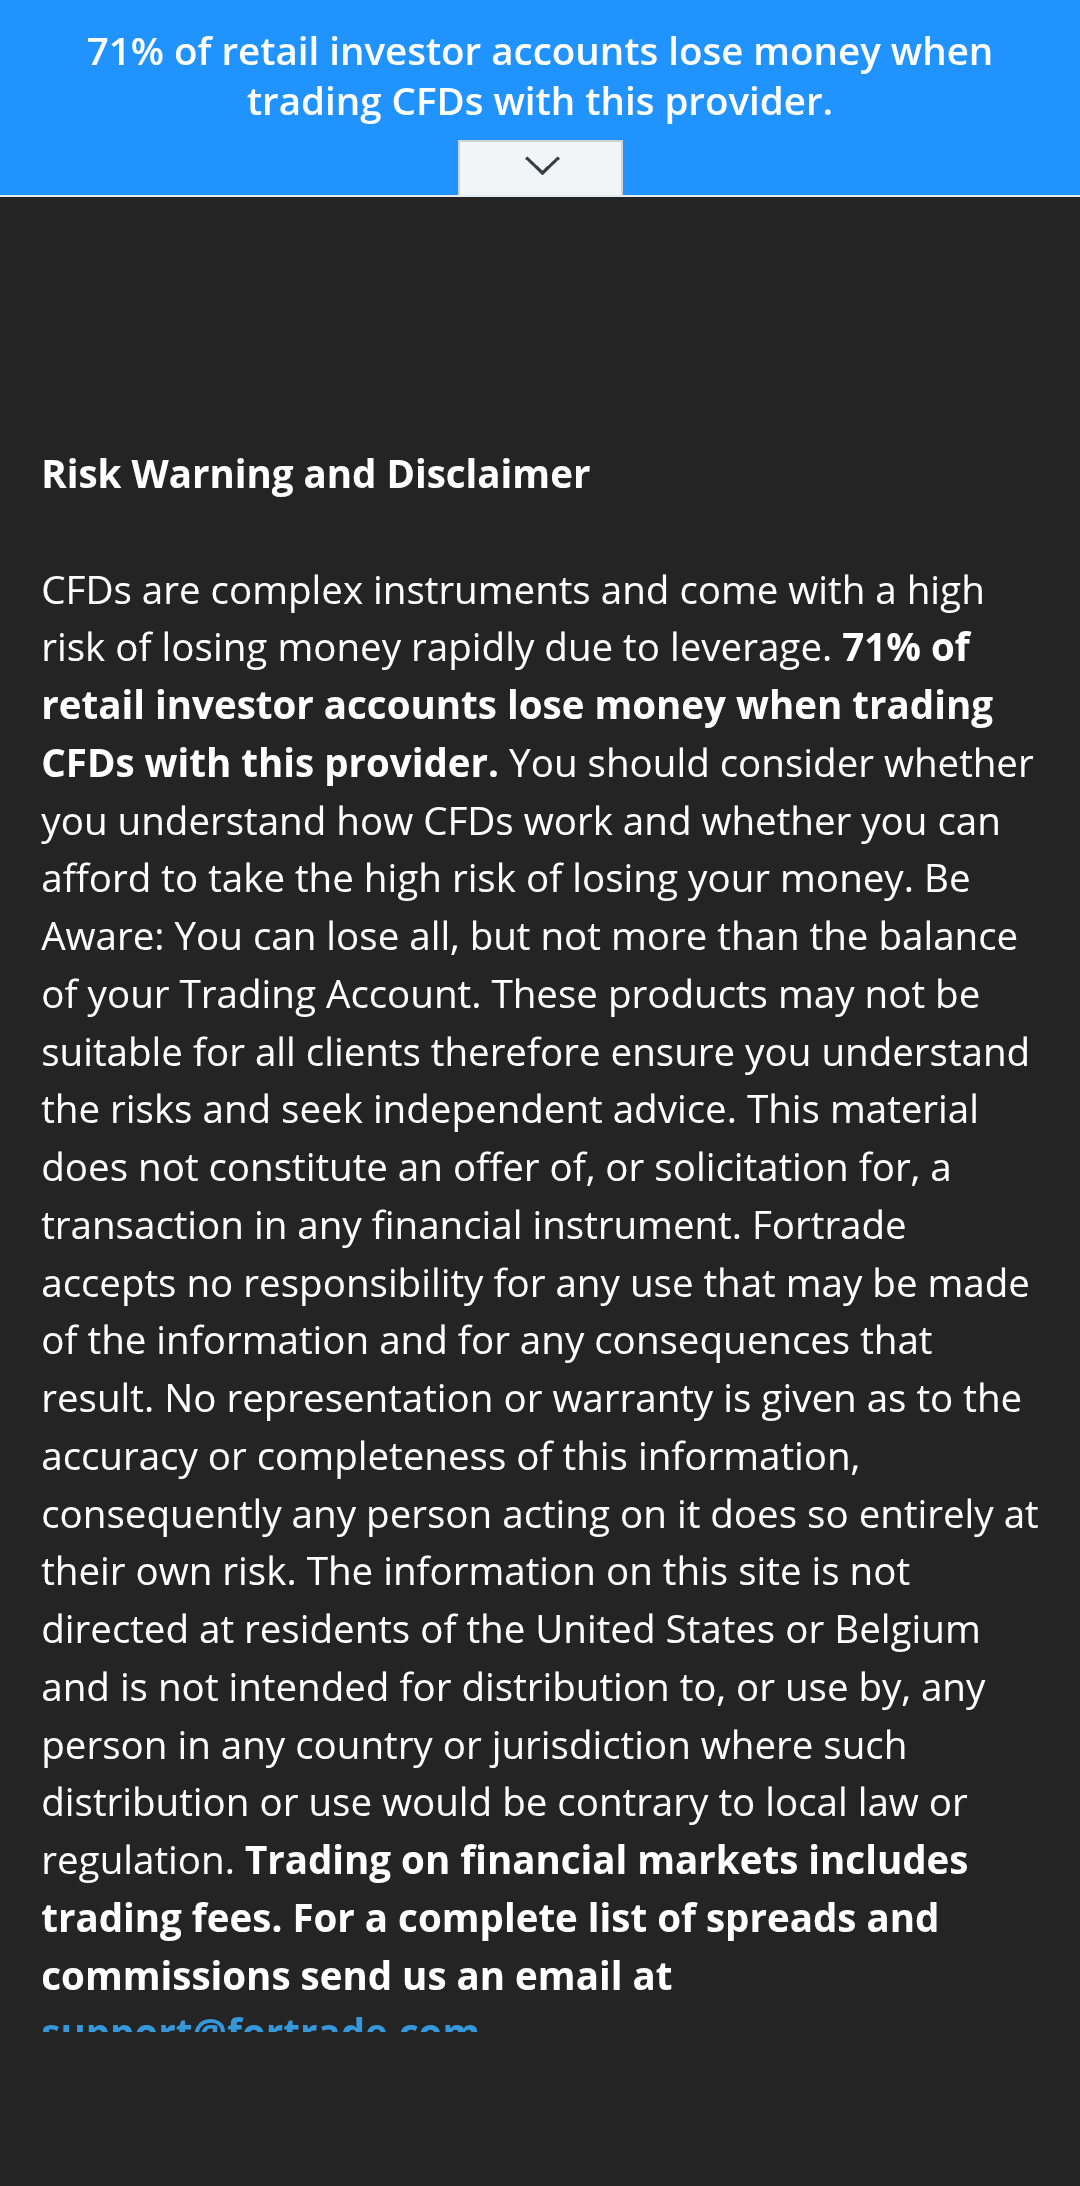 71% of retail investor accounts lose money when
trading CFDs with this provider.
Risk Warning and Disclaimer
CFDs are complex instruments and come with a high
risk of losing money rapidly due to leverage. 71% of
retail investor accounts lose money when trading
CFDs with this provider. You should consider whether
you understand how CFDs work and whether you can
afford to take the high risk of losing your money. Be
Aware: You can lose all, but not more than the balance
of your Trading Account. These products may not be
suitable for all clients therefore ensure you understand
the risks and seek independent advice. This material
does not constitute an offer of, or solicitation for, a
transaction in any financial instrument. Fortrade
accepts no responsibility for any use that may be made
of the information and for any consequences that
result. No representation or warranty is given as to the
accuracy or completeness of this information,
consequently any person acting on it does so entirely at
their own risk. The information on this site is not
directed at residents of the United States or Belgium
and is not intended for distribution to, or use by, any
person in any country or jurisdiction where such
distribution or use would be contrary to local law or
regulation. Trading on financial markets includes
trading fees. For a complete list of spreads and
commissions send us an email at
support@fortrade.com